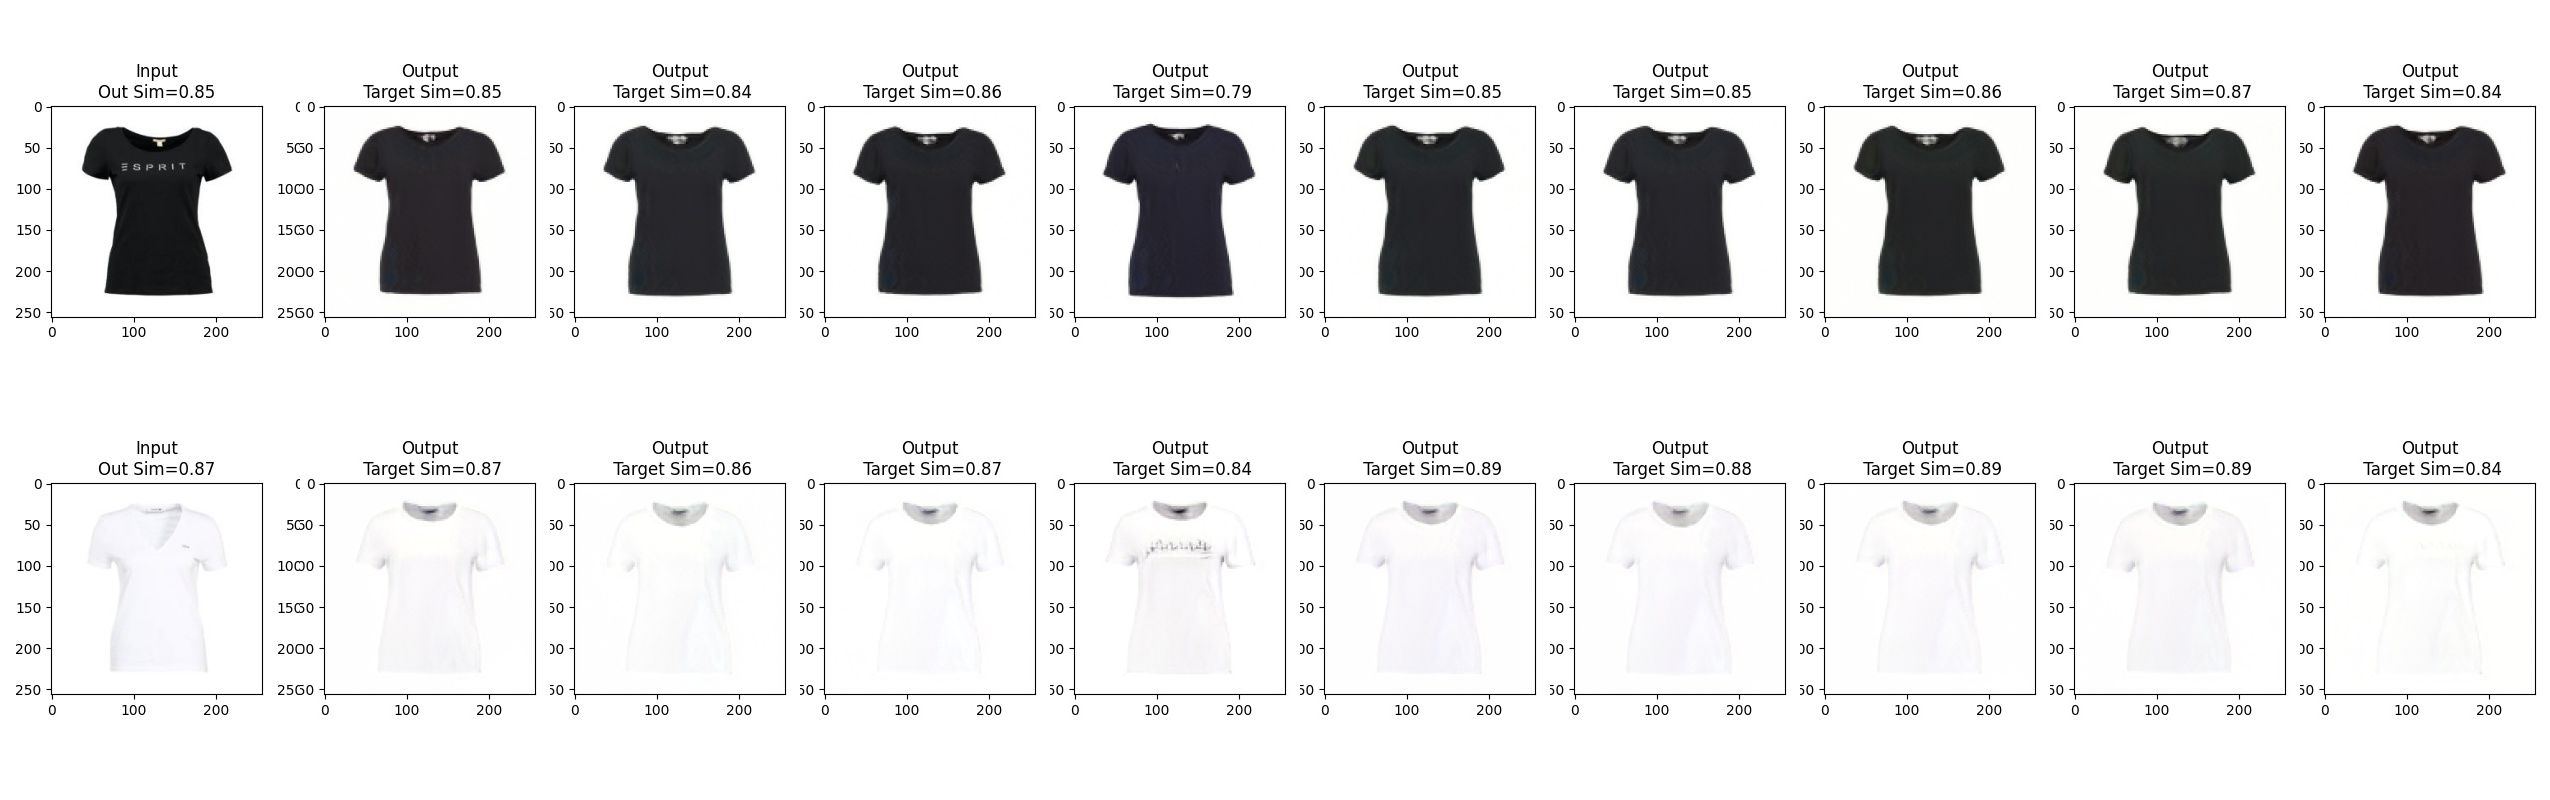 Input
Out Sim=0.85
Output
Target Sim=0.85
Output
Target Sim=0.84
Output
Target Sim=0.86
Output
Target Sim=0.79
Output
Target Sim=0.85
Output
Target Sim=0.85
Output
Target Sim=0.86
Output
Target Sim=0.87
Output
Target Sim=0.84
0
50
100
150
200
250
0 100 200
ESPRIT
0 100 200
0 100 200
0 100 200
0 100 200
0 100 200
0 100 200
0 100 200
0 100 200
0 100 200
Input
Out Sim=0.87
Output
Target Sim=0.87
Output
Target Sim=0.86
Output
Target Sim=0.87
Output
Target Sim=0.84
Output
Target Sim=0.89
Output
Target Sim=0.88
Output
Target Sim=0.89
Output
Target Sim=0.89
Output
Target Sim=0.84
0
50
100
150
200
250
0 100 200
0 100 200
0 100 200
0 100 200
0 100 200
0 100 200
0 100 200
0 100 200
0 100 200
0 100 200